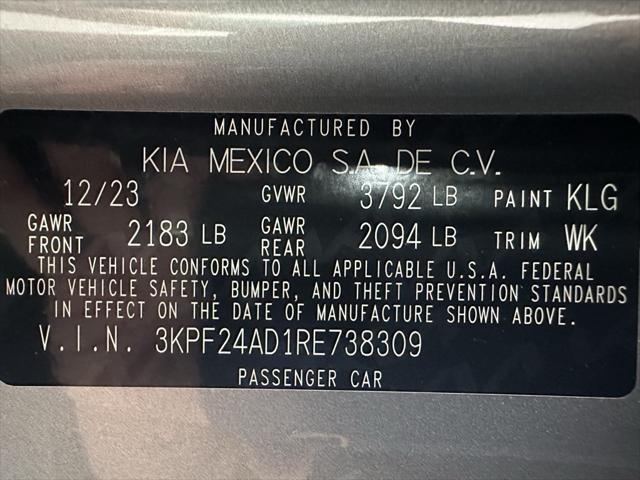 MANUFACTURED BY
KIA MEXICO S.A. DE C.V.
12/23 GVWR 3792 LB PAINT KLG
GAWR FRONT 2183 LB GAWR REAR 2094 LB TRIM WK
THIS VEHICLE CONFORMS TO ALL APPLICABLE U.S.A. FEDERAL
MOTOR VEHICLE SAFETY, BUMPER, AND THEFT PREVENTION STANDARDS
IN EFFECT ON THE DATE OF MANUFACTURE SHOWN ABOVE.
V.I.N. 3KPF24AD1RE738309
PASSENGER CAR